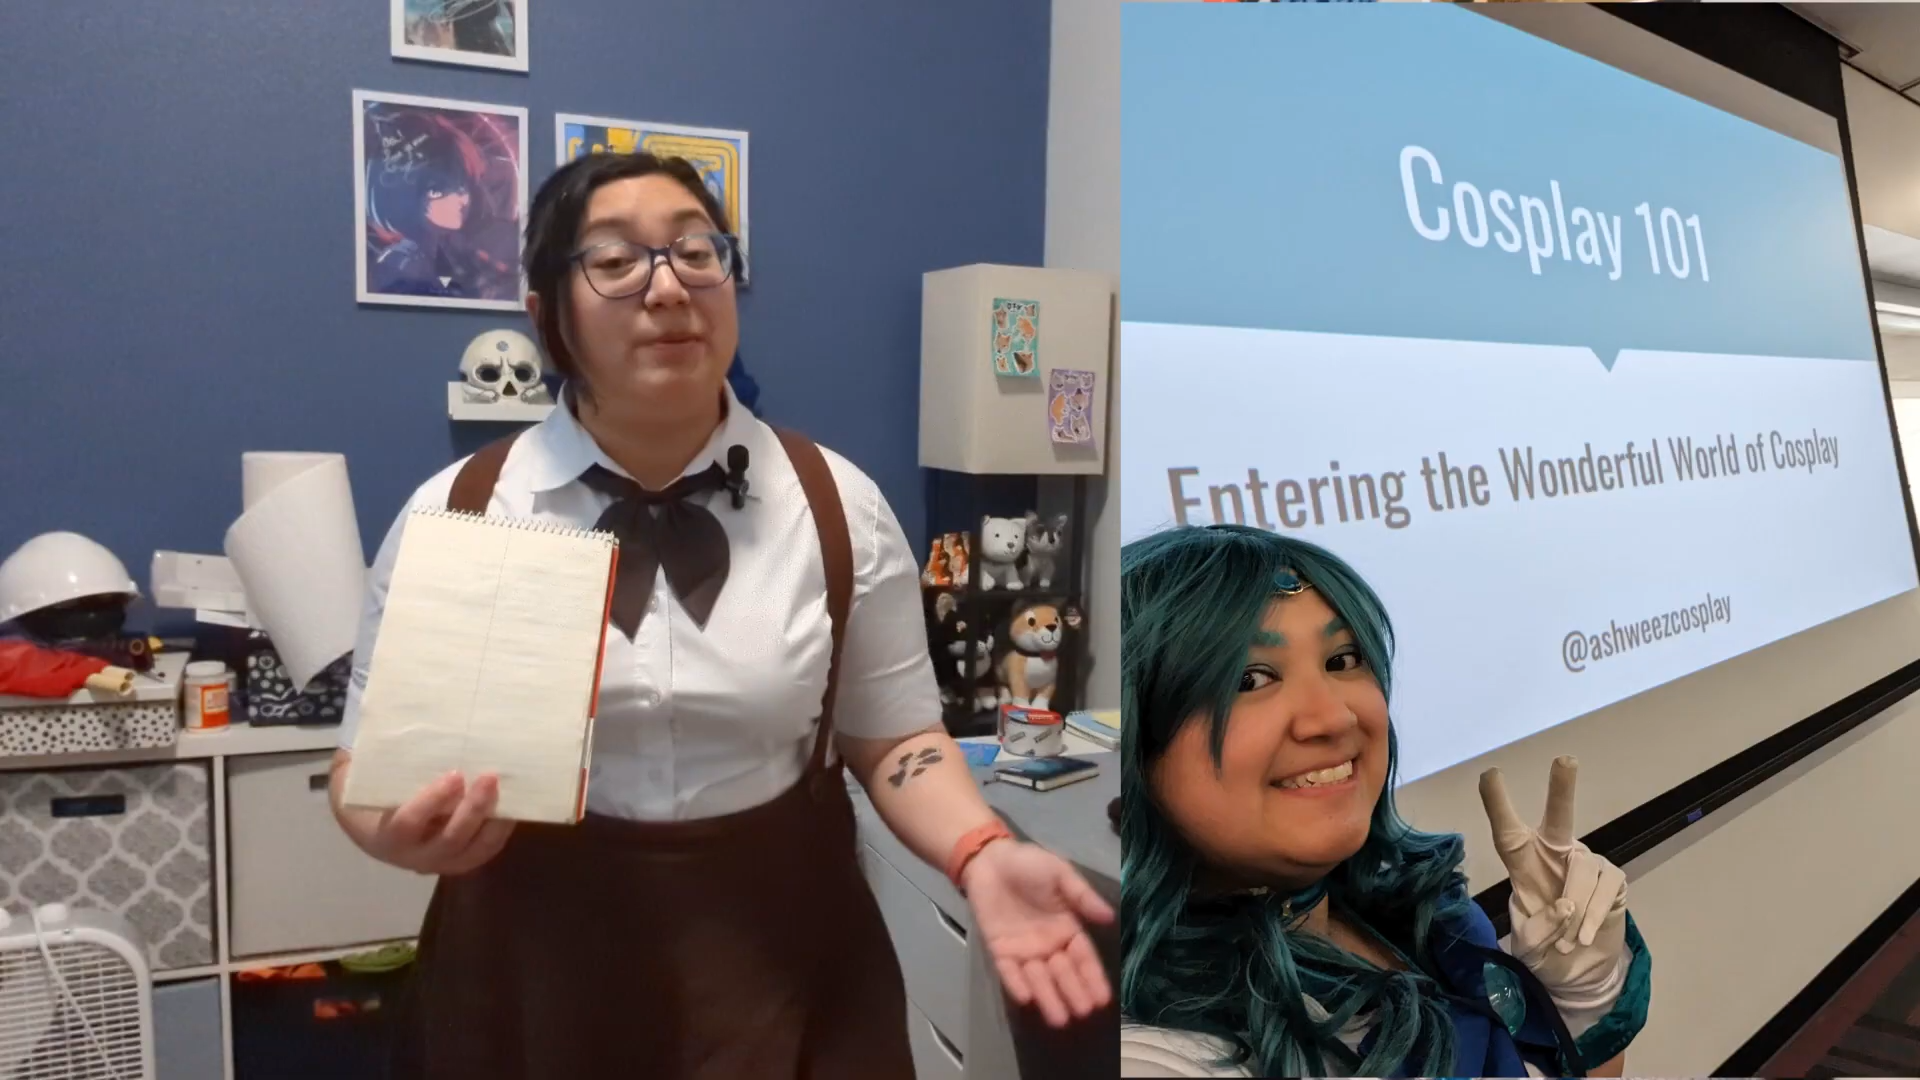 Cosplay 101
Entering the Wonderful World of Cosplay
@ashweezcosplay